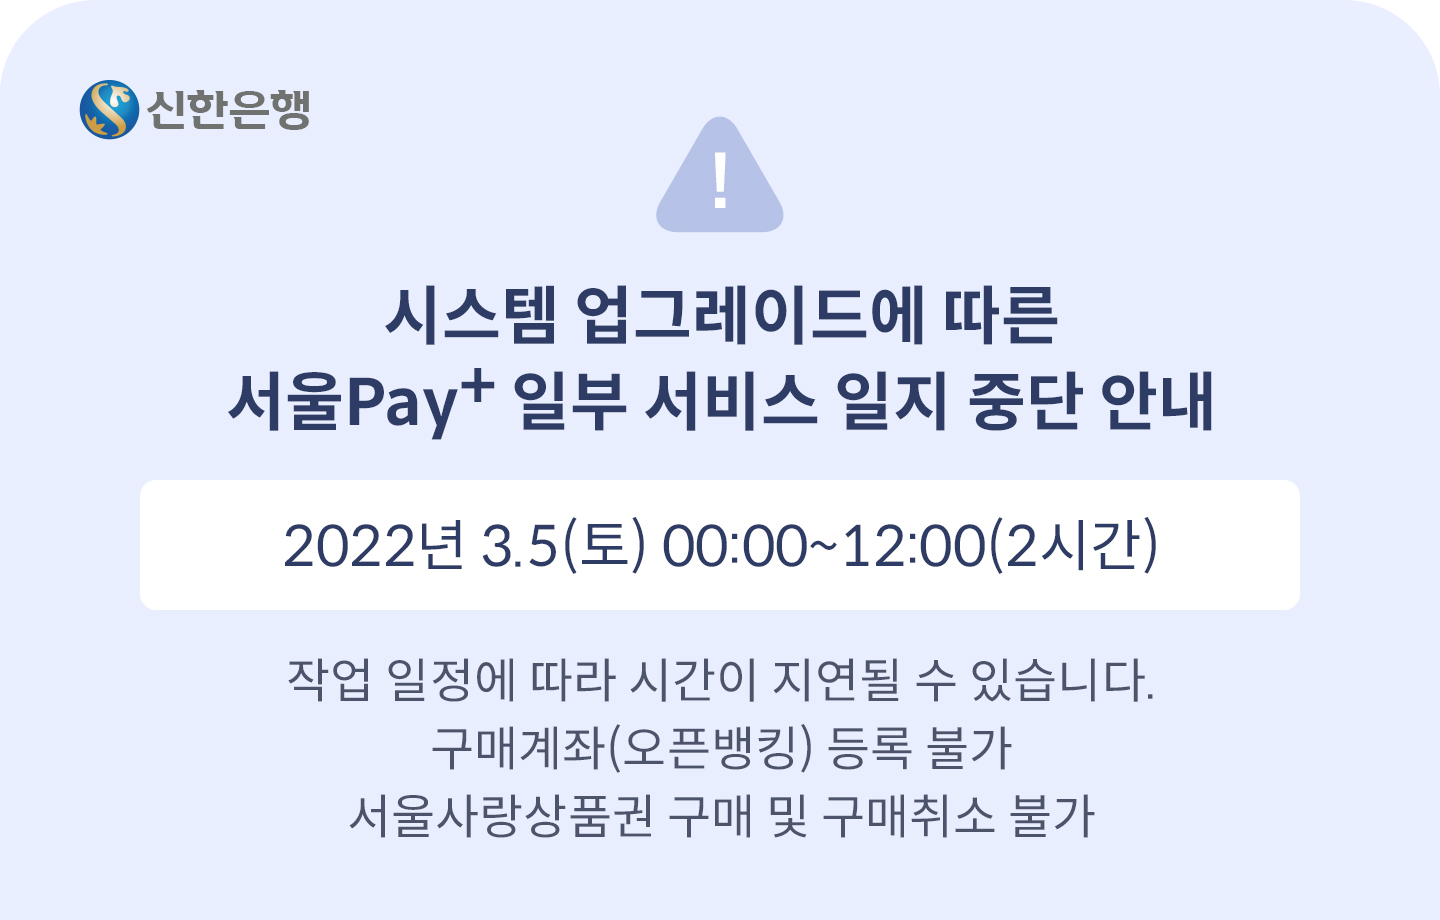 신한은행
시스템 업그레이드에 따른
서울Pay⁺ 일부 서비스 일지 중단 안내
2022년 3.5(토) 00:00~12:00(2시간)
작업 일정에 따라 시간이 지연될 수 있습니다.
구매계좌(오픈뱅킹) 등록 불가
서울사랑상품권 구매 및 구매취소 불가